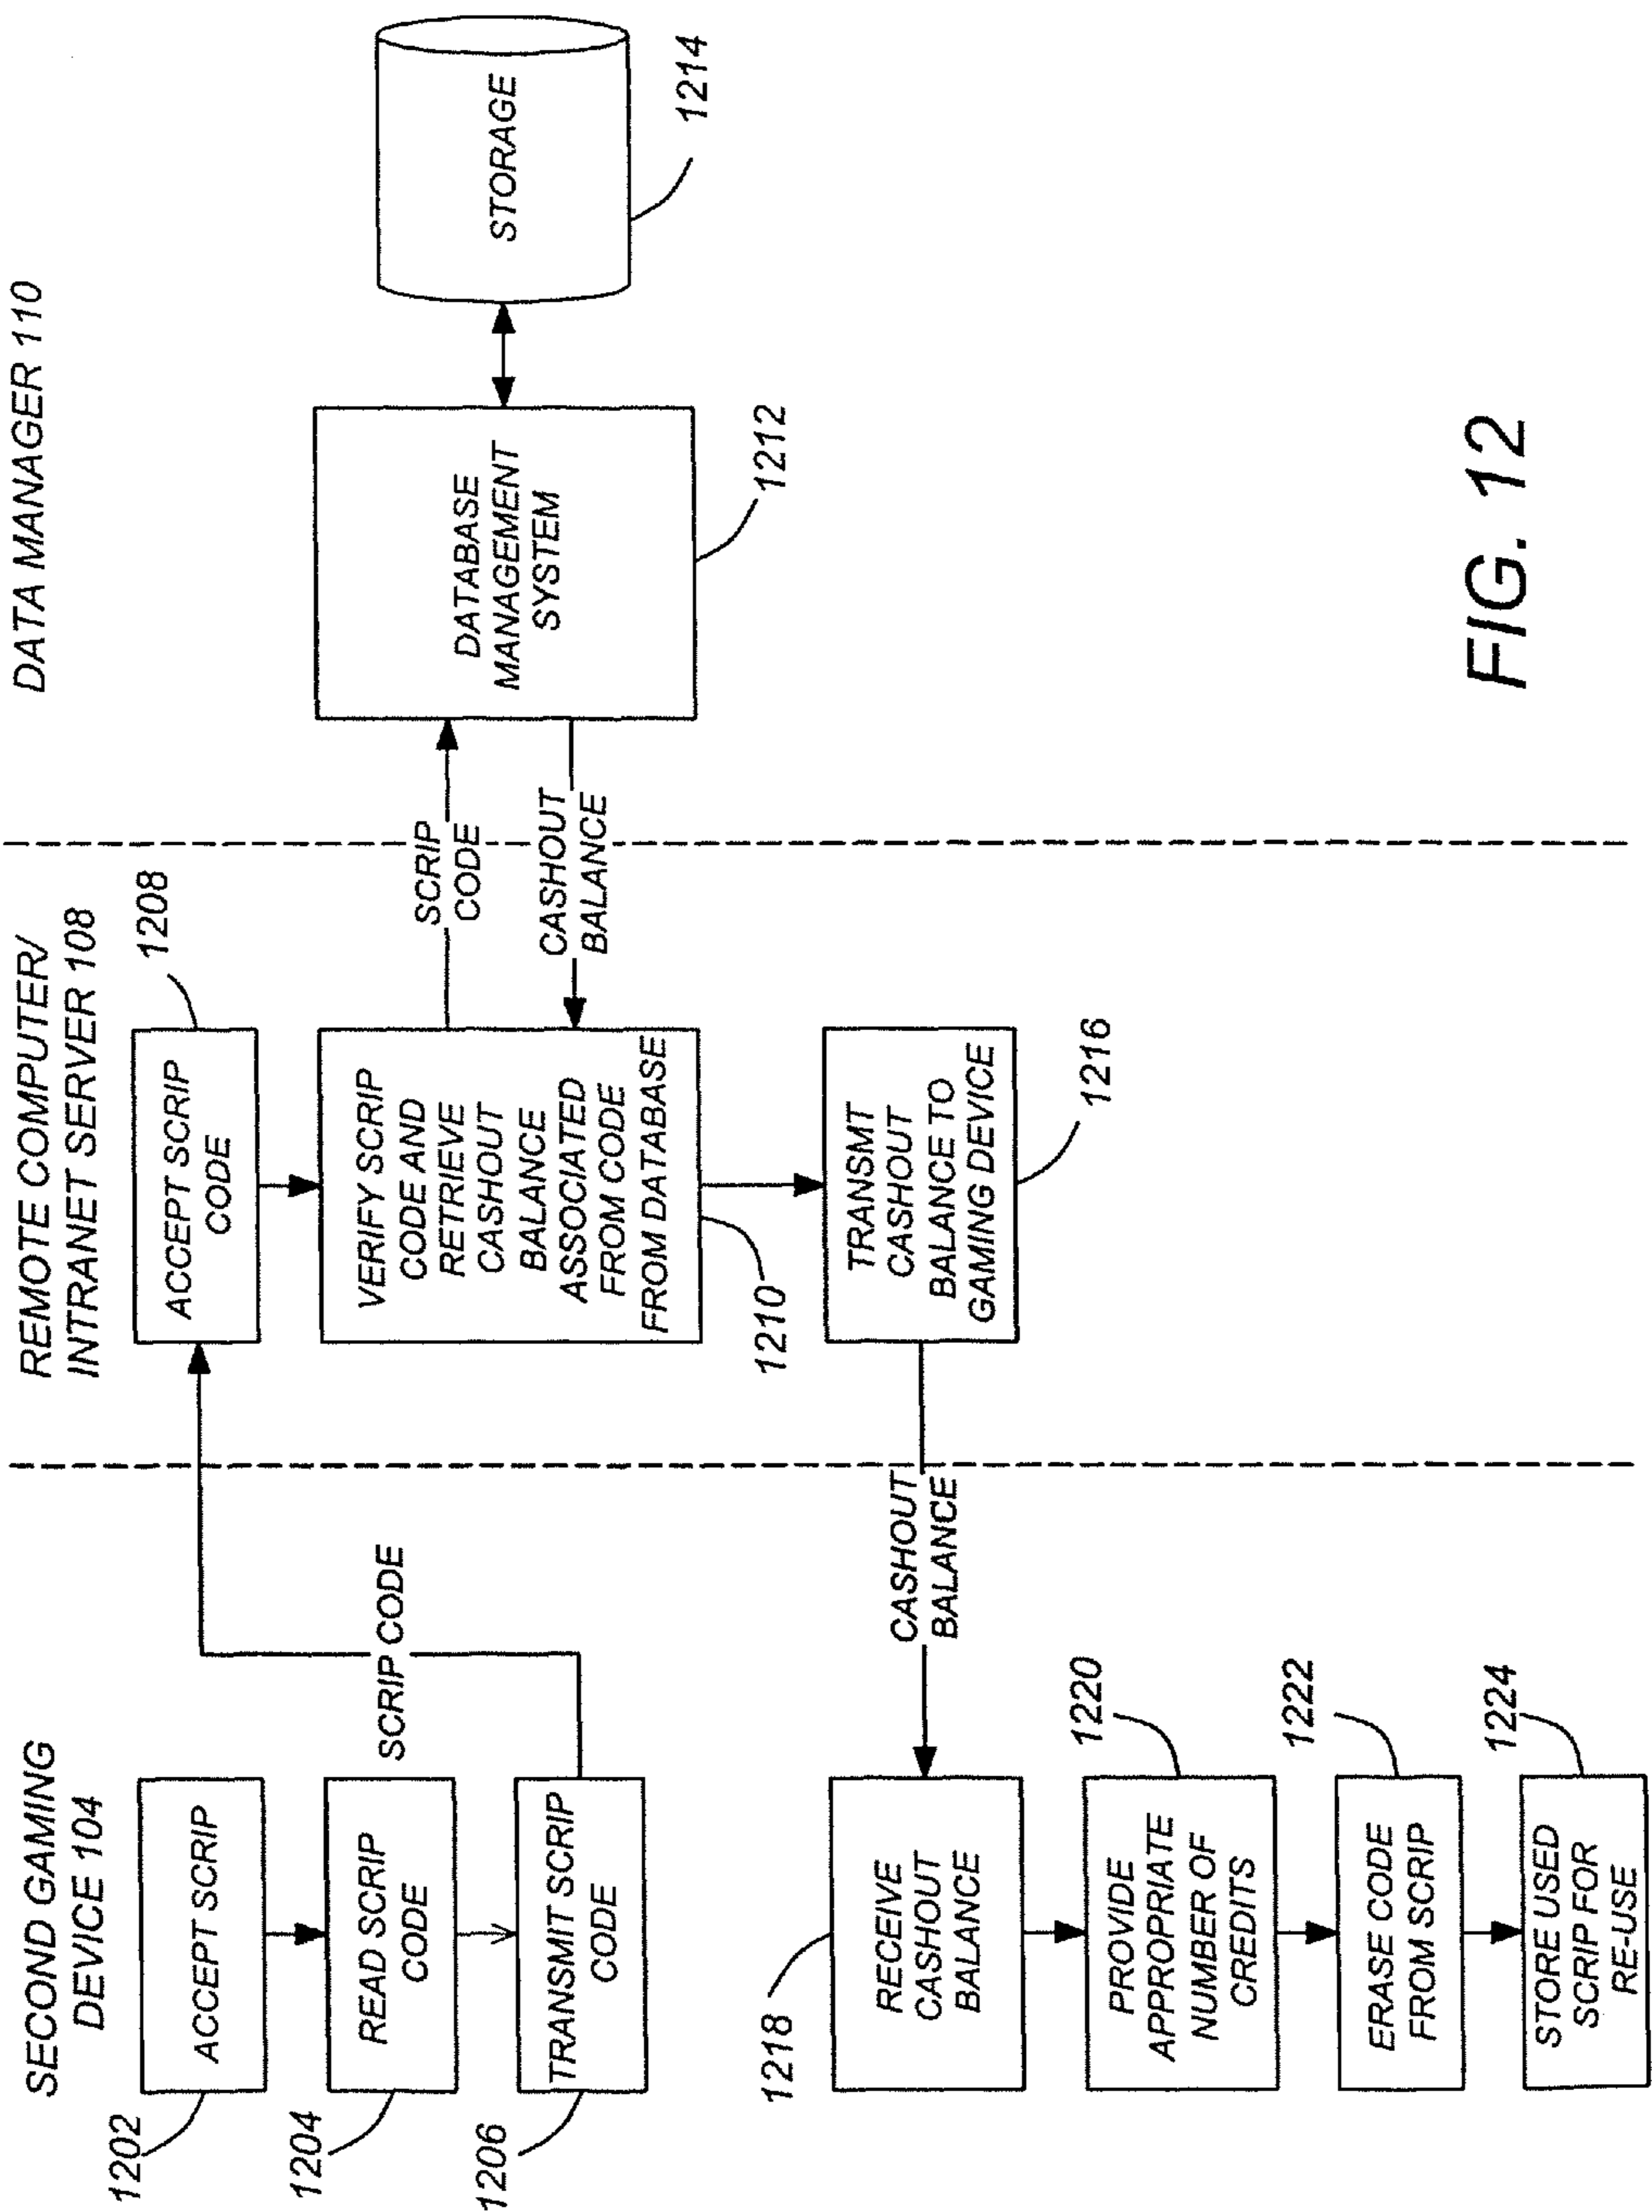 SECOND GAMING
DEVICE 104
1202
ACCEPT SCRIP
1204
READ SCRIP
CODE
1206
TRANSMIT SCRIP
CODE
SCRIP CODE
1218
RECEIVE
CASHOUT
BALANCE
CASHOUT
BALANCE
PROVIDE
APPROPRIATE
NUMBER OF
CREDITS
1220
ERASE CODE
FROM SCRIP
1222
STORE USED
SCRIP FOR
RE-USE
1224
REMOTE COMPUTER/
INTRANET SERVER 108
ACCEPT SCRIP
CODE
1208
VERIFY SCRIP
CODE AND
RETRIEVE
CASHOUT
BALANCE
ASSOCIATED
FROM CODE
FROM DATABASE
1210
SCRIP
CODE
CASHOUT
BALANCE
TRANSMT
CASHOUT
BALANCE TO
GAMING DEVICE
1216
DATA MANAGER 110
DATABASE
MANAGEMENT
SYSTEM
1212
STORAGE
1214
FIG. 12